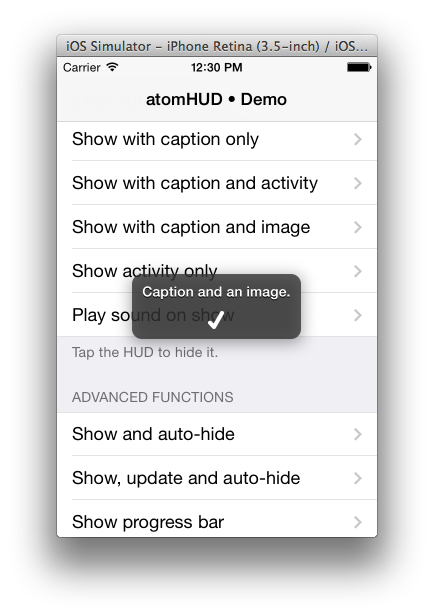 iOS Simulator - iPhone Retina (3.5-inch) / iOS...
Carrier 12:30 PM
atomHUD • Demo
Show with caption only
Show with caption and activity
Show with caption and image
Show activity only
Caption and an image.
Play sound on show
Tap the HUD to hide it.
ADVANCED FUNCTIONS
Show and auto-hide
Show, update and auto-hide
Show progress bar